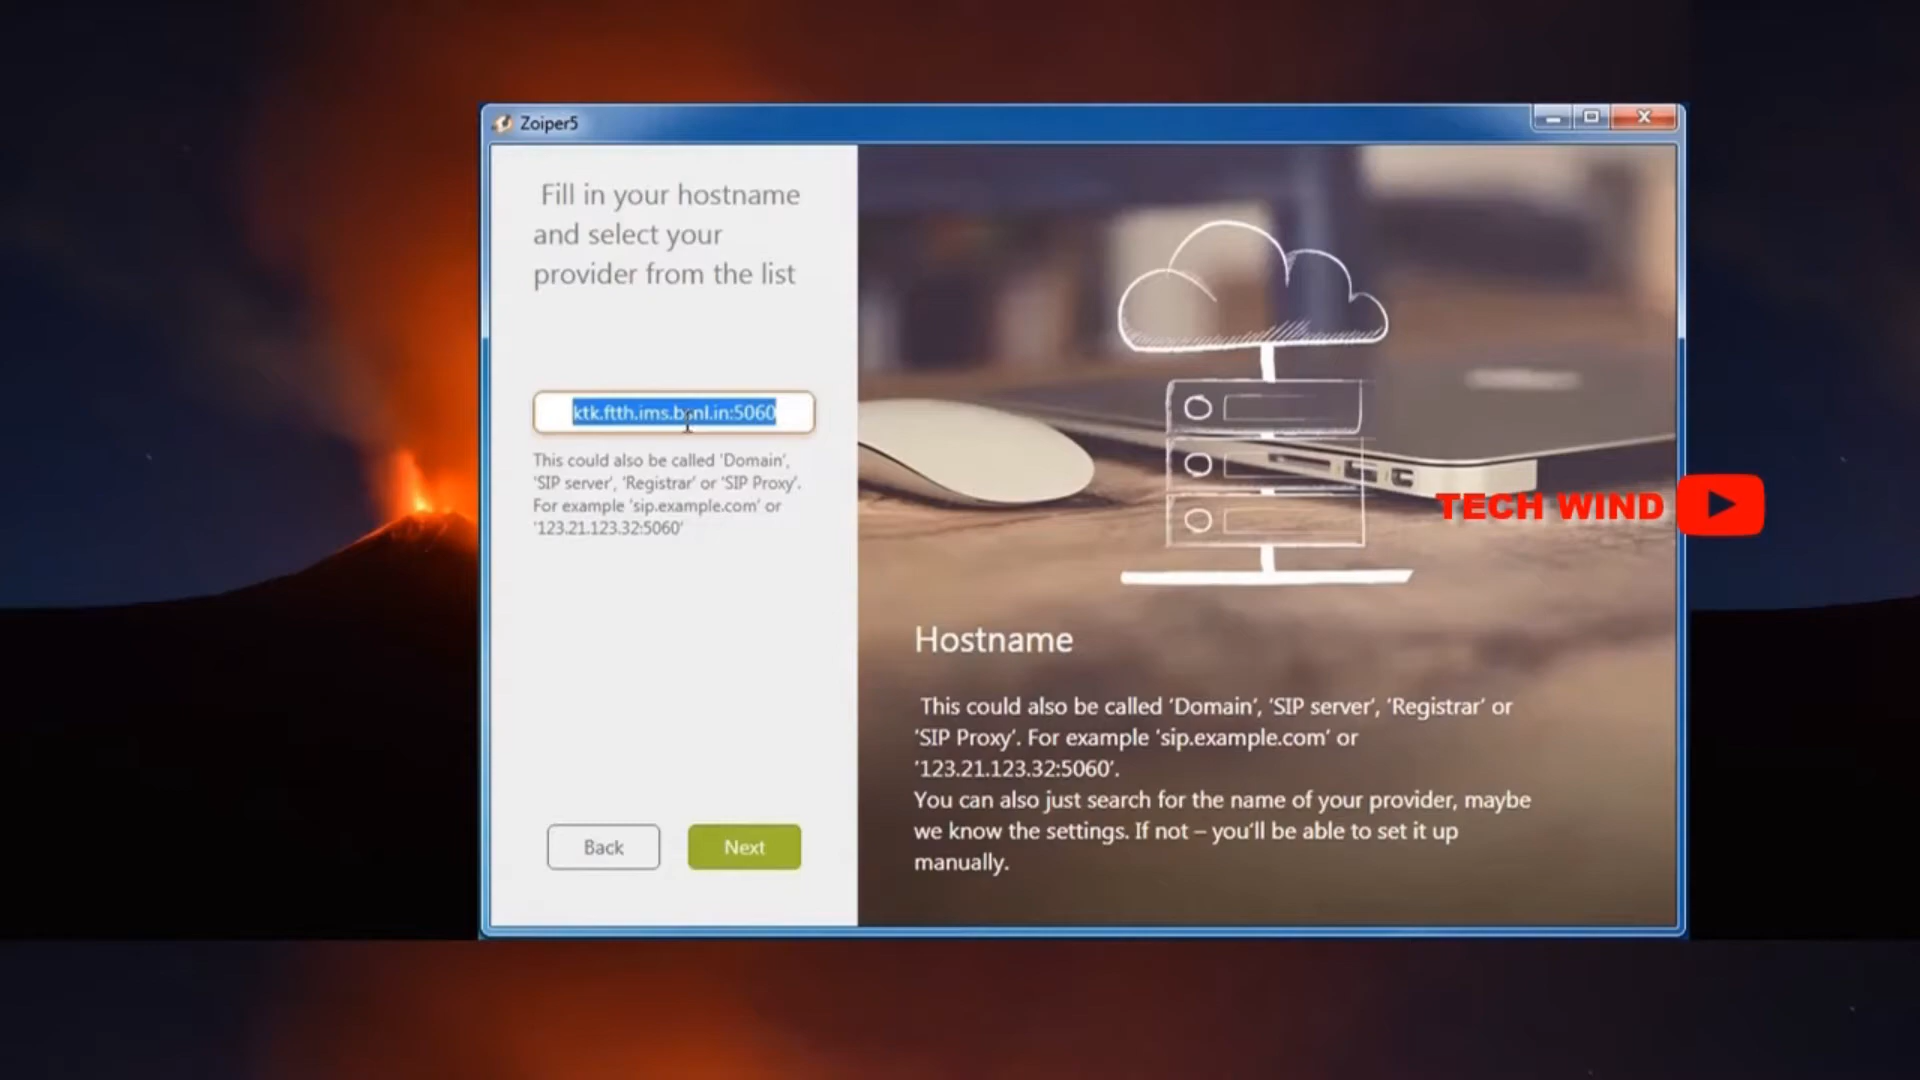 Zoiper5
Fill in your hostname
and select your
provider from the list
ktk.ftth.ims.bsnl.in:5060
This could also be called 'Domain',
'SIP server', 'Registrar' or 'SIP Proxy'.
For example 'sip.example.com' or
'123.21.123.32:5060'
Back
Next
TECH WIND
Hostname
This could also be called 'Domain', 'SIP server', 'Registrar' or
'SIP Proxy'. For example 'sip.example.com' or
'123.21.123.32:5060'.
You can also just search for the name of your provider, maybe
we know the settings. If not – you'll be able to set it up
manually.